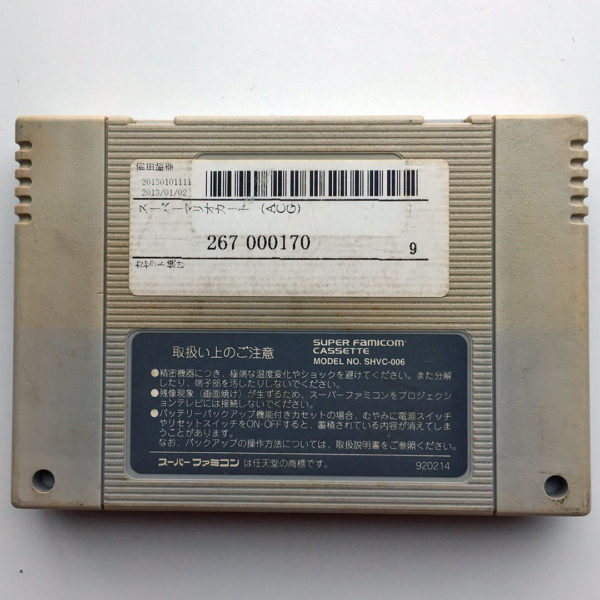 20130101111
2013/01/02
スーパーマリオカート (ACG)
267 000170
9
取扱い上のご注意
SUPER FAMICOM
CASSETTE
MODEL NO. SHVC-006
●精密機器につき、極端な温度変化やショックを避けてください。また分解
したり、端子部を汚したりしないでください。
●残像現象（画面焼け）が生ずるため、スーパーファミコンをプロジェクシ
ョンテレビには接続しないでください。
●バッテリーバックアップ機能付きカセットの場合、むやみに電源スイッチ
やリセットスイッチをON-OFFすると、蓄積されている内容が消えてしま
うことがあります。
なお、バックアップの操作方法については、取扱説明書をご参照ください。
スーパーファミコン は任天堂の商標です。
920214